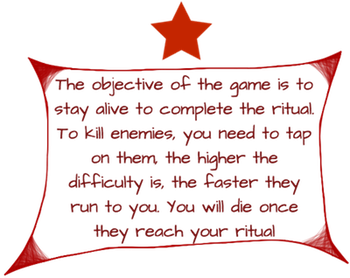 The objective of the game is to
stay alive to complete the ritual.
To kill enemies, you need to tap
on them, the higher the
difficulty is, the faster they
run to you. You will die once
they reach your ritual